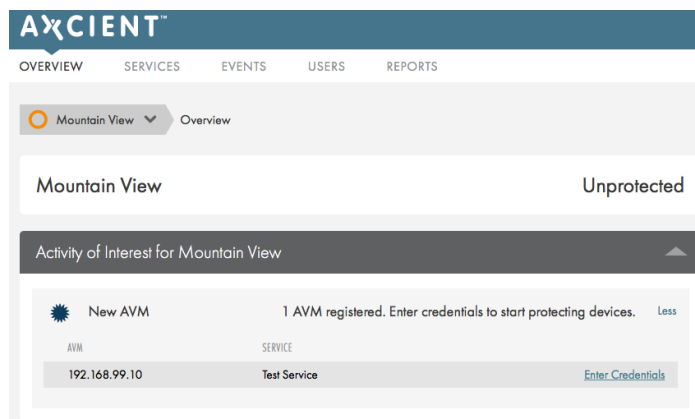 AXCIENT™
OVERVIEW SERVICES EVENTS USERS REPORTS
Mountain View Overview
Mountain View Unprotected
Activity of Interest for Mountain View
New AVM 1 AVM registered. Enter credentials to start protecting devices. Less
AVM SERVICE
192.168.99.10 Test Service Enter Credentials